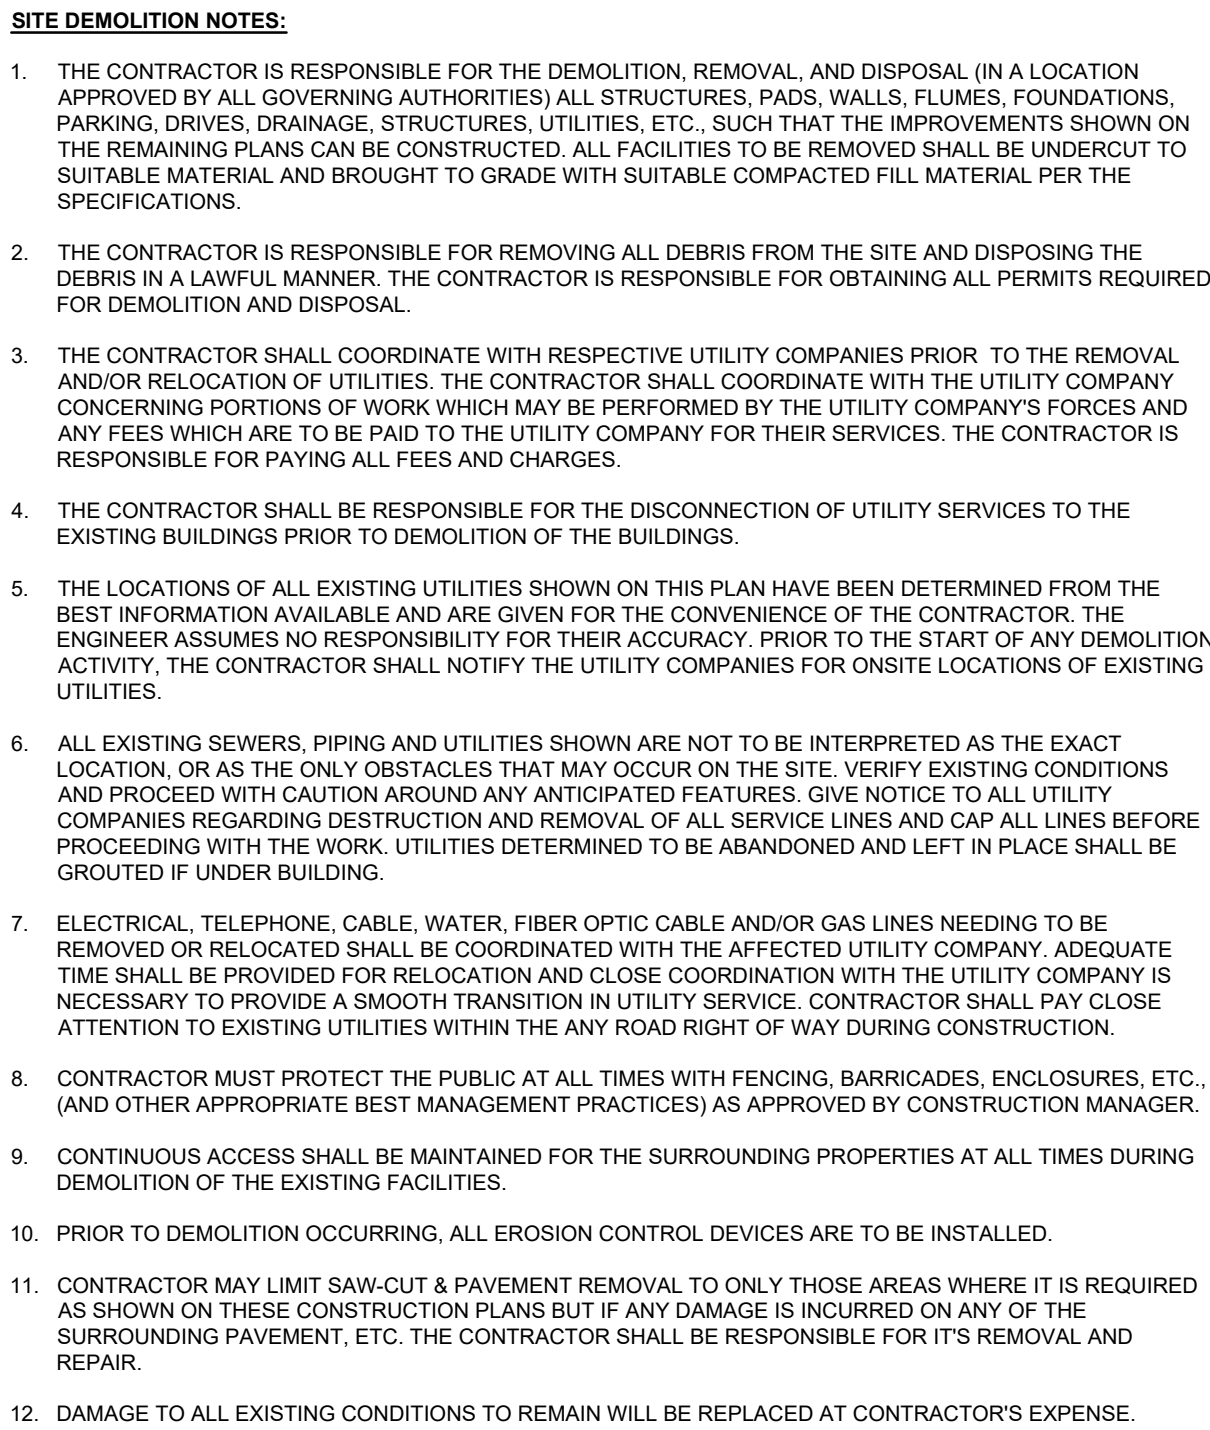 SITE DEMOLITION NOTES:
1. THE CONTRACTOR IS RESPONSIBLE FOR THE DEMOLITION, REMOVAL, AND DISPOSAL (IN A LOCATION
APPROVED BY ALL GOVERNING AUTHORITIES) ALL STRUCTURES, PADS, WALLS, FLUMES, FOUNDATIONS,
PARKING, DRIVES, DRAINAGE, STRUCTURES, UTILITIES, ETC., SUCH THAT THE IMPROVEMENTS SHOWN ON
THE REMAINING PLANS CAN BE CONSTRUCTED. ALL FACILITIES TO BE REMOVED SHALL BE UNDERCUT TO
SUITABLE MATERIAL AND BROUGHT TO GRADE WITH SUITABLE COMPACTED FILL MATERIAL PER THE
SPECIFICATIONS.
2. THE CONTRACTOR IS RESPONSIBLE FOR REMOVING ALL DEBRIS FROM THE SITE AND DISPOSING THE
DEBRIS IN A LAWFUL MANNER. THE CONTRACTOR IS RESPONSIBLE FOR OBTAINING ALL PERMITS REQUIRED
FOR DEMOLITION AND DISPOSAL.
3. THE CONTRACTOR SHALL COORDINATE WITH RESPECTIVE UTILITY COMPANIES PRIOR TO THE REMOVAL
AND/OR RELOCATION OF UTILITIES. THE CONTRACTOR SHALL COORDINATE WITH THE UTILITY COMPANY
CONCERNING PORTIONS OF WORK WHICH MAY BE PERFORMED BY THE UTILITY COMPANY'S FORCES AND
ANY FEES WHICH ARE TO BE PAID TO THE UTILITY COMPANY FOR THEIR SERVICES. THE CONTRACTOR IS
RESPONSIBLE FOR PAYING ALL FEES AND CHARGES.
4. THE CONTRACTOR SHALL BE RESPONSIBLE FOR THE DISCONNECTION OF UTILITY SERVICES TO THE
EXISTING BUILDINGS PRIOR TO DEMOLITION OF THE BUILDINGS.
5. THE LOCATIONS OF ALL EXISTING UTILITIES SHOWN ON THIS PLAN HAVE BEEN DETERMINED FROM THE
BEST INFORMATION AVAILABLE AND ARE GIVEN FOR THE CONVENIENCE OF THE CONTRACTOR. THE
ENGINEER ASSUMES NO RESPONSIBILITY FOR THEIR ACCURACY. PRIOR TO THE START OF ANY DEMOLITION
ACTIVITY, THE CONTRACTOR SHALL NOTIFY THE UTILITY COMPANIES FOR ONSITE LOCATIONS OF EXISTING
UTILITIES.
6. ALL EXISTING SEWERS, PIPING AND UTILITIES SHOWN ARE NOT TO BE INTERPRETED AS THE EXACT
LOCATION, OR AS THE ONLY OBSTACLES THAT MAY OCCUR ON THE SITE. VERIFY EXISTING CONDITIONS
AND PROCEED WITH CAUTION AROUND ANY ANTICIPATED FEATURES. GIVE NOTICE TO ALL UTILITY
COMPANIES REGARDING DESTRUCTION AND REMOVAL OF ALL SERVICE LINES AND CAP ALL LINES BEFORE
PROCEEDING WITH THE WORK. UTILITIES DETERMINED TO BE ABANDONED AND LEFT IN PLACE SHALL BE
GROUTED IF UNDER BUILDING.
7. ELECTRICAL, TELEPHONE, CABLE, WATER, FIBER OPTIC CABLE AND/OR GAS LINES NEEDING TO BE
REMOVED OR RELOCATED SHALL BE COORDINATED WITH THE AFFECTED UTILITY COMPANY. ADEQUATE
TIME SHALL BE PROVIDED FOR RELOCATION AND CLOSE COORDINATION WITH THE UTILITY COMPANY IS
NECESSARY TO PROVIDE A SMOOTH TRANSITION IN UTILITY SERVICE. CONTRACTOR SHALL PAY CLOSE
ATTENTION TO EXISTING UTILITIES WITHIN THE ANY ROAD RIGHT OF WAY DURING CONSTRUCTION.
8. CONTRACTOR MUST PROTECT THE PUBLIC AT ALL TIMES WITH FENCING, BARRICADES, ENCLOSURES, ETC.,
(AND OTHER APPROPRIATE BEST MANAGEMENT PRACTICES) AS APPROVED BY CONSTRUCTION MANAGER.
9. CONTINUOUS ACCESS SHALL BE MAINTAINED FOR THE SURROUNDING PROPERTIES AT ALL TIMES DURING
DEMOLITION OF THE EXISTING FACILITIES.
10. PRIOR TO DEMOLITION OCCURRING, ALL EROSION CONTROL DEVICES ARE TO BE INSTALLED.
11. CONTRACTOR MAY LIMIT SAW-CUT & PAVEMENT REMOVAL TO ONLY THOSE AREAS WHERE IT IS REQUIRED
AS SHOWN ON THESE CONSTRUCTION PLANS BUT IF ANY DAMAGE IS INCURRED ON ANY OF THE
SURROUNDING PAVEMENT, ETC. THE CONTRACTOR SHALL BE RESPONSIBLE FOR IT'S REMOVAL AND
REPAIR.
12. DAMAGE TO ALL EXISTING CONDITIONS TO REMAIN WILL BE REPLACED AT CONTRACTOR'S EXPENSE.